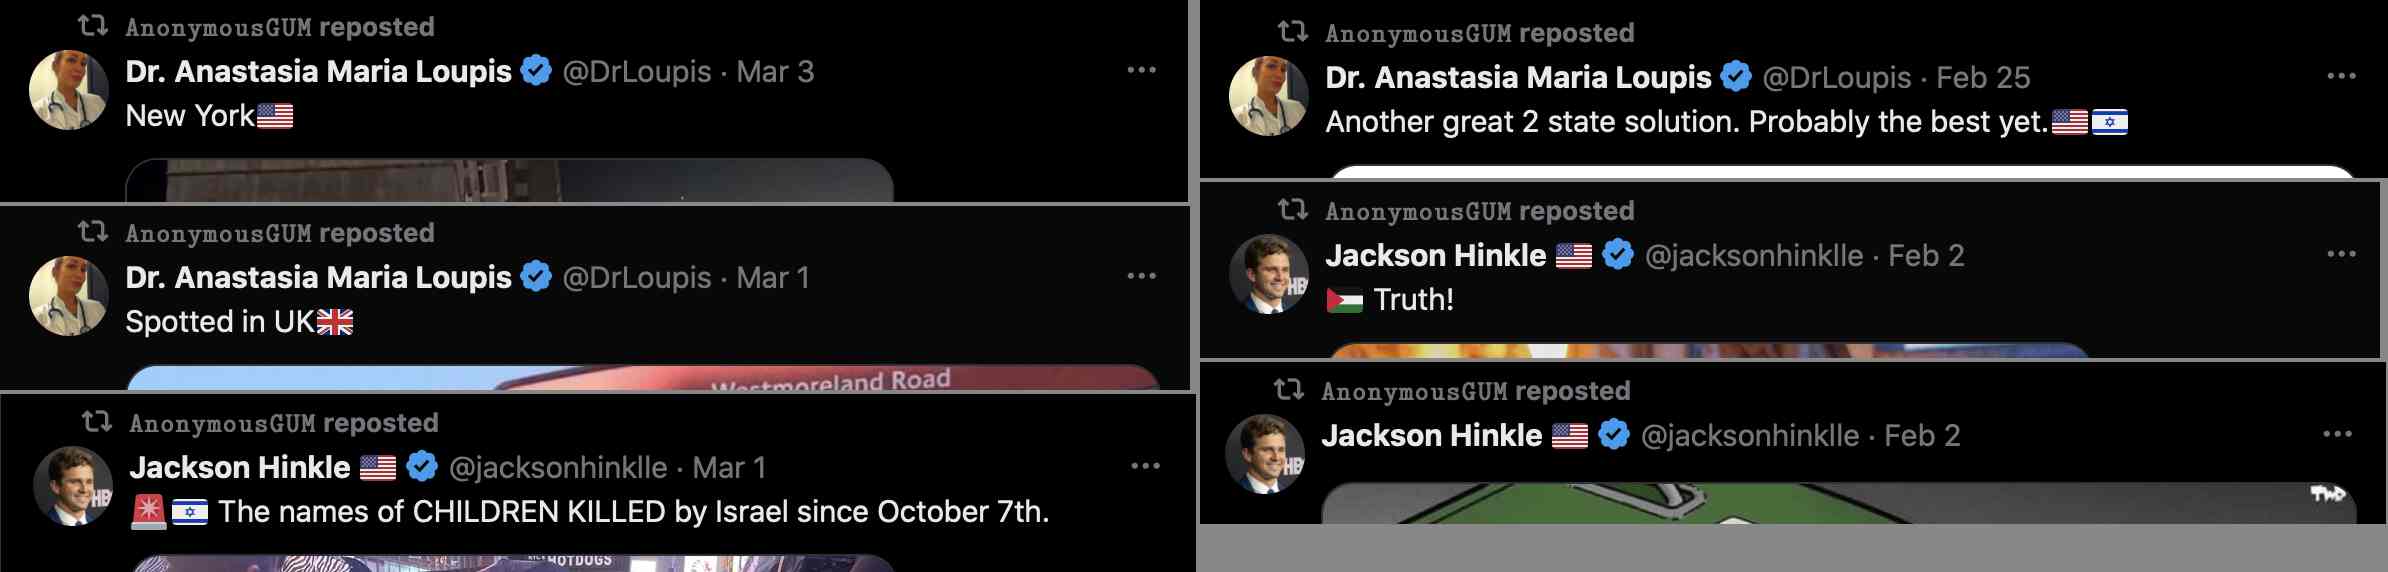 AnonymousGUM reposted
Dr. Anastasia Maria Loupis @DrLoupis · Mar 3
New York🇺🇸
AnonymousGUM reposted
Dr. Anastasia Maria Loupis @DrLoupis · Mar 1
Spotted in UK🇬🇧
Westmoreland Road
AnonymousGUM reposted
Jackson Hinkle 🇺🇸 @jacksonhinklle · Mar 1
🚨🇮🇱 The names of CHILDREN KILLED by Israel since October 7th.
HOTDOGS
AnonymousGUM reposted
Dr. Anastasia Maria Loupis @DrLoupis · Feb 25
Another great 2 state solution. Probably the best yet.🇺🇸🇮🇱
AnonymousGUM reposted
Jackson Hinkle 🇺🇸 @jacksonhinklle · Feb 2
🇵🇸 Truth!
AnonymousGUM reposted
Jackson Hinkle 🇺🇸 @jacksonhinklle · Feb 2
TWD